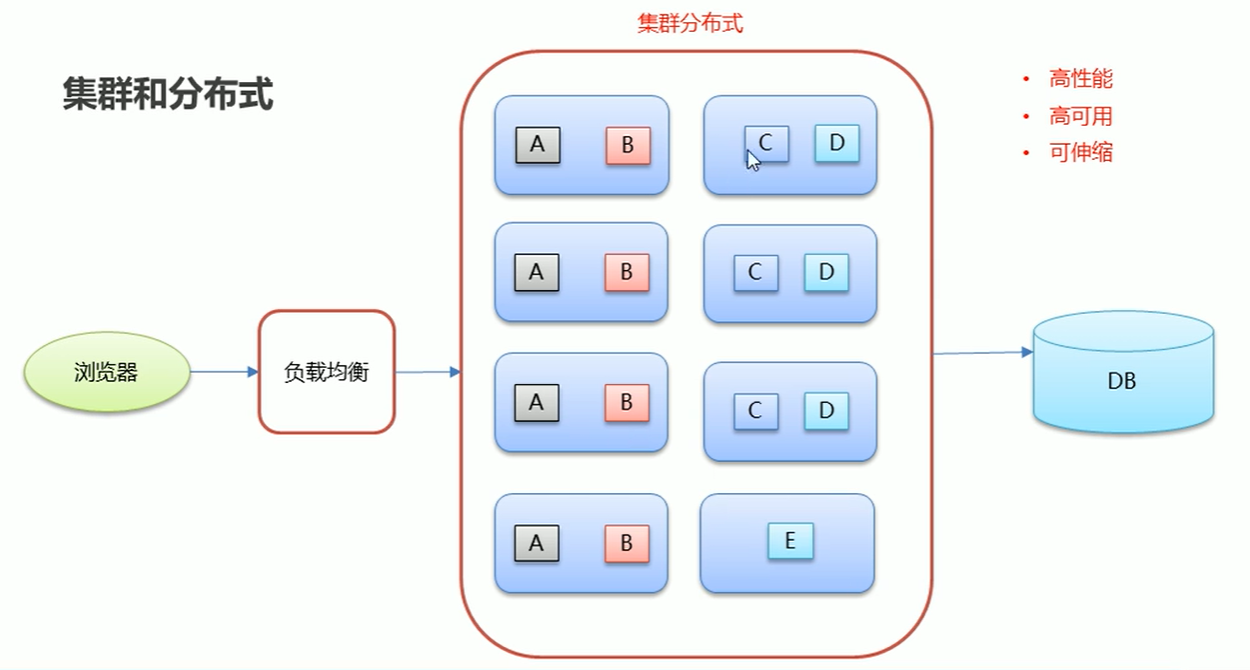 集群分布式
集群和分布式
• 高性能
• 高可用
• 可伸缩
A B C D
A B C D
浏览器
负载均衡
A B C D
A B E
DB